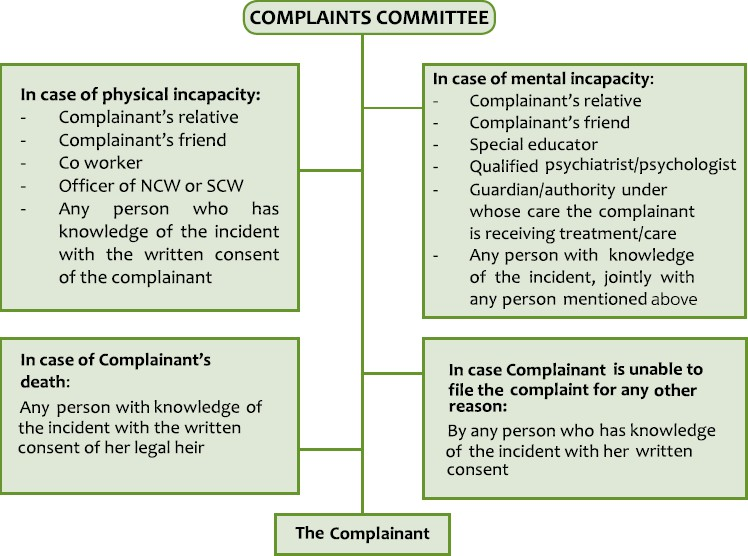 COMPLAINTS COMMITTEE
In case of physical incapacity:
- Complainant's relative
- Complainant's friend
- Co worker
- Officer of NCW or SCW
- Any person who has
knowledge of the incident
with the written consent
of the complainant
In case of mental incapacity:
- Complainant's relative
- Complainant's friend
- Special educator
- Qualified psychiatrist/psychologist
- Guardian/authority under
whose care the complainant
is receiving treatment/care
- Any person with knowledge
of the incident, jointly with
any person mentioned above
In case of Complainant's
death:
Any person with knowledge of
the incident with the written
consent of her legal heir
In case Complainant is unable to
file the complaint for any other
reason:
By any person who has knowledge
of the incident with her written
consent
The Complainant